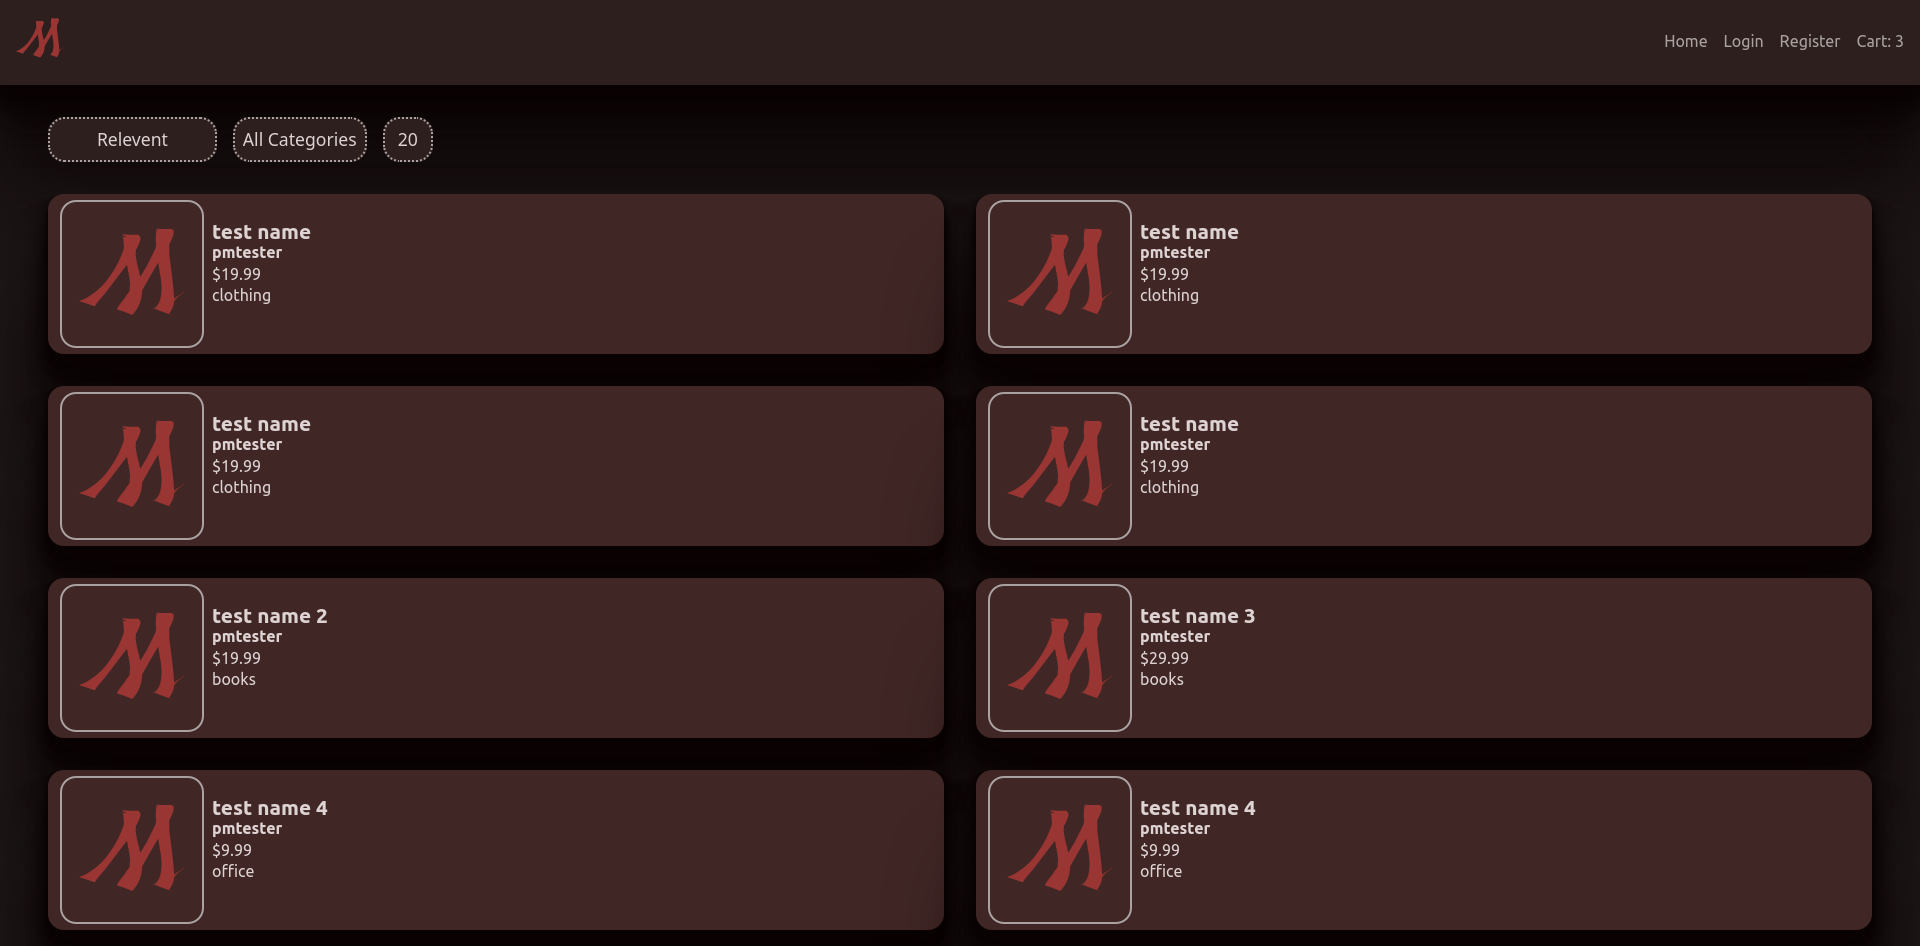 Home Login Register Cart: 3
Relevent All Categories 20
test name
pmtester
$19.99
clothing
test name
pmtester
$19.99
clothing
test name
pmtester
$19.99
clothing
test name
pmtester
$19.99
clothing
test name 2
pmtester
$19.99
books
test name 3
pmtester
$29.99
books
test name 4
pmtester
$9.99
office
test name 4
pmtester
$9.99
office